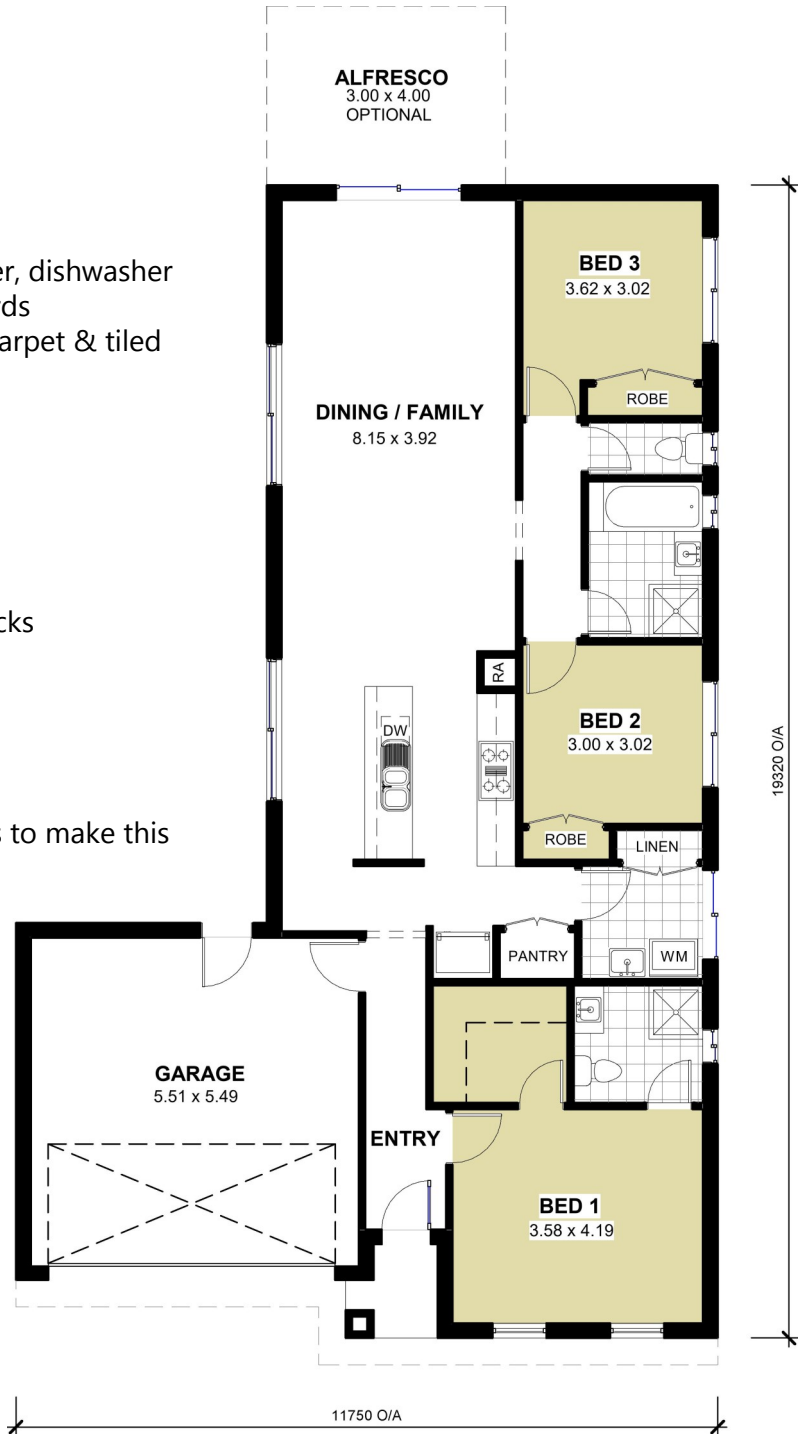 ALFRESCO
3.00 x 4.00
OPTIONAL
er, dishwasher
rds
arpet & tiled
cks
s to make this
BED 3
3.62 x 3.02
ROBE
DINING / FAMILY
8.15 x 3.92
RA
DW
BED 2
3.00 x 3.02
ROBE
LINEN
PANTRY
WM
GARAGE
5.51 x 5.49
ENTRY
BED 1
3.58 x 4.19
19320 O/A
11750 O/A